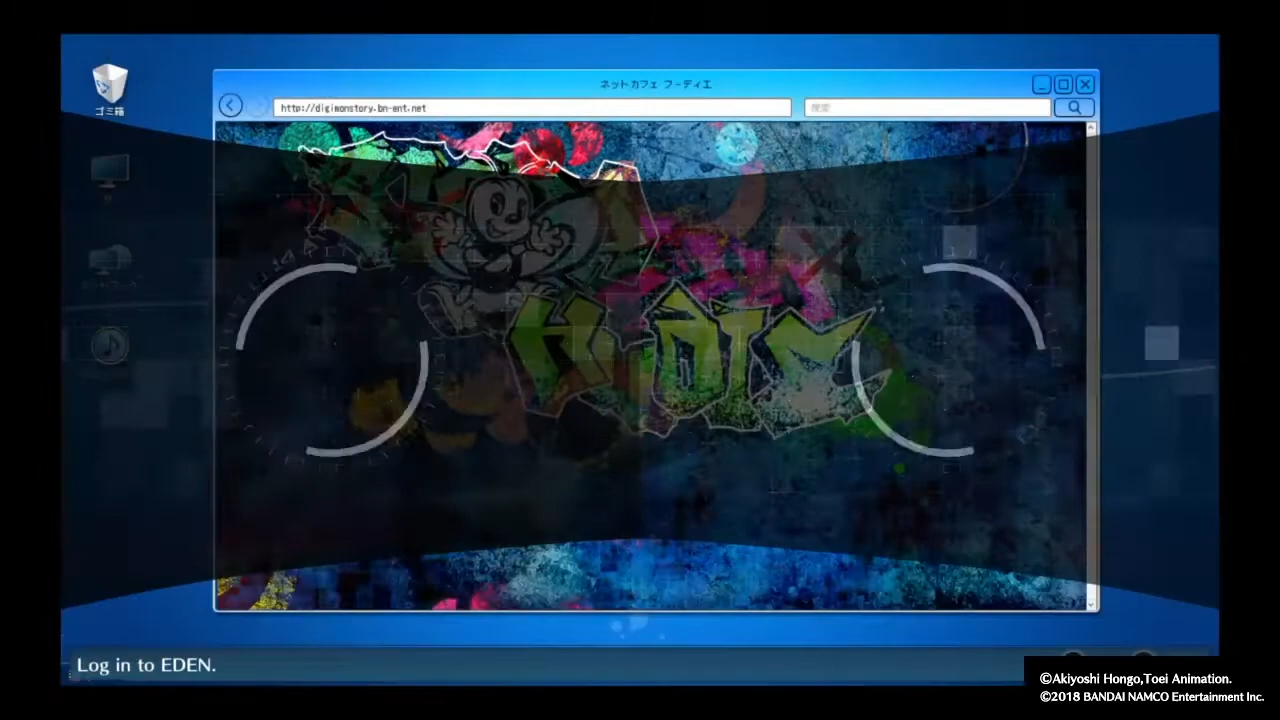 ネットカフェ フーディエ
http://digimonstory.bn-ent.net
検索
ゴミ箱
Log in to EDEN.
©Akiyoshi Hongo,Toei Animation.
©2018 BANDAI NAMCO Entertainment Inc.